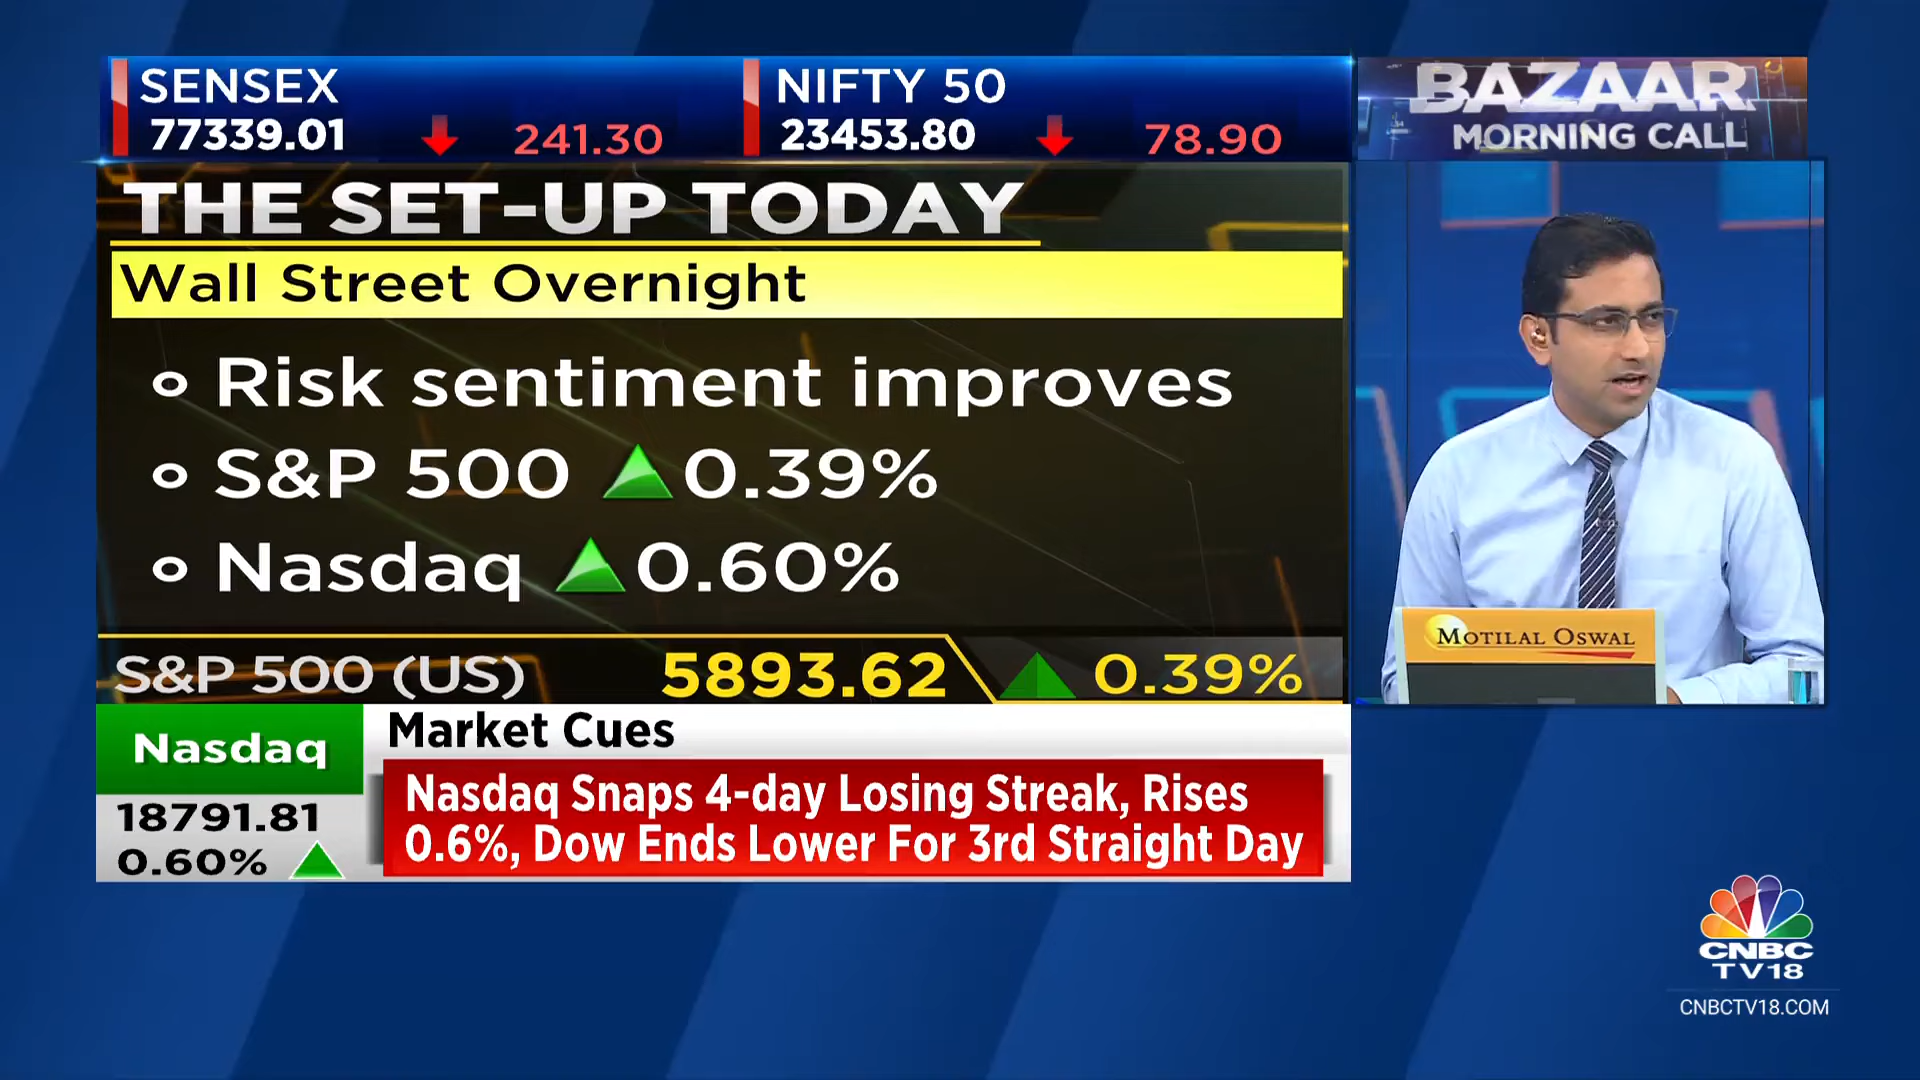 SENSEX
77339.01 241.30
NIFTY 50
23453.80 78.90
BAZAAR
MORNING CALL
THE SET-UP TODAY
Wall Street Overnight
Risk sentiment improves
S&P 500 0.39%
Nasdaq 0.60%
S&P 500 (US) 5893.62 0.39%
MOTILAL OSWAL
Nasdaq
18791.81
0.60%
Market Cues
Nasdaq Snaps 4-day Losing Streak, Rises
0.6%, Dow Ends Lower For 3rd Straight Day
CNBC
TV18
CNBCTV18.COM